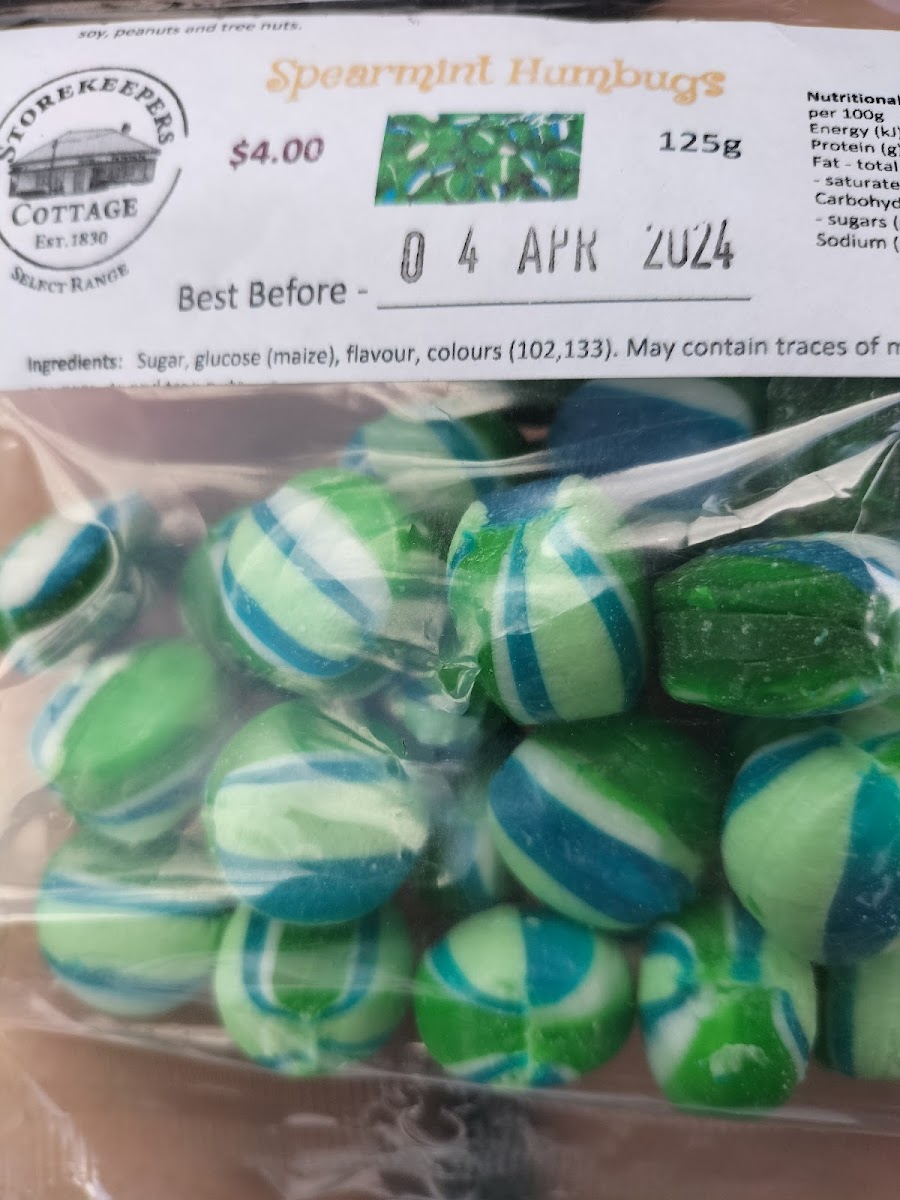 soy, peanuts and tree nuts.
STOREKEEPERS
COTTAGE
EST. 1830
SELECT RANGE
Spearmint Humbugs
$4.00
125g
Best Before - 04 APR 2024
Ingredients: Sugar, glucose (maize), flavour, colours (102,133). May contain traces of m
Nutritional
per 100g
Energy (kJ)
Protein (g)
Fat - total
- saturate
Carbohyd
- sugars (
Sodium (